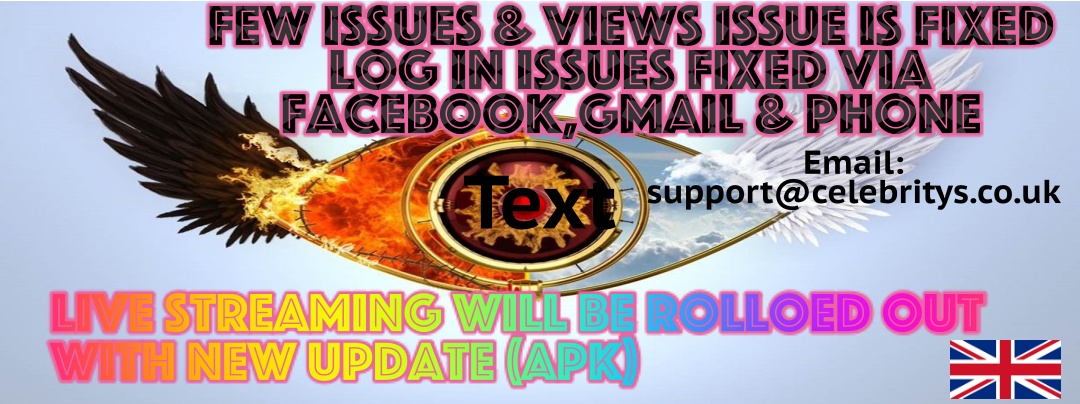 FEW ISSUES & VIEWS ISSUE IS FIXED
LOG IN ISSUES FIXED VIA
FACEBOOK,GMAIL & PHONE
Email:
support@celebritys.co.uk
Text
LIVE STREAMING WILL BE ROLLOED OUT
WITH NEW UPDATE (APK)